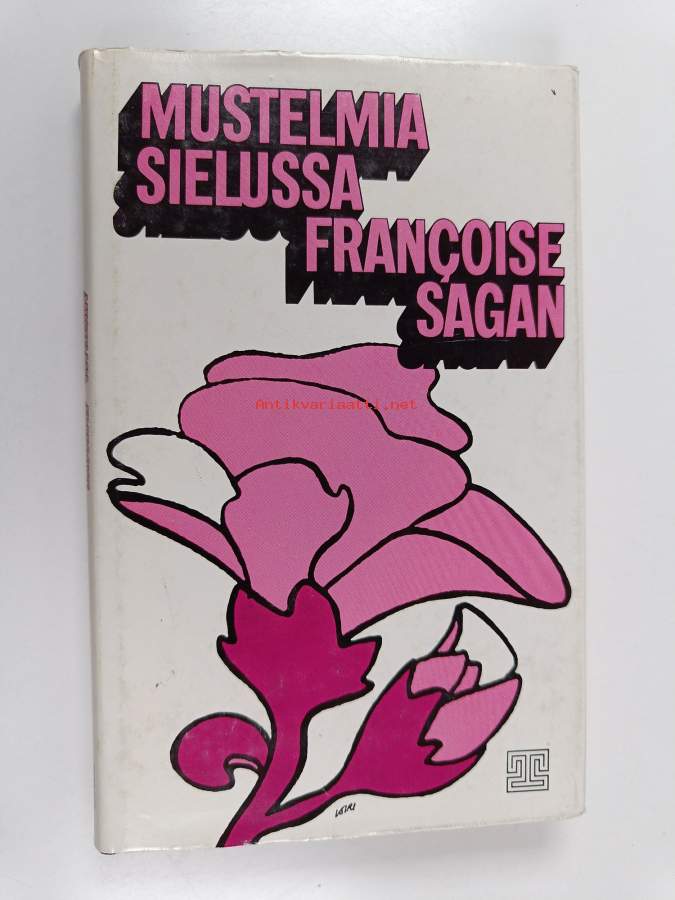 MUSTELMIA
SIELUSSA
FRANÇOISE
SAGAN
Antikvariaatti.net